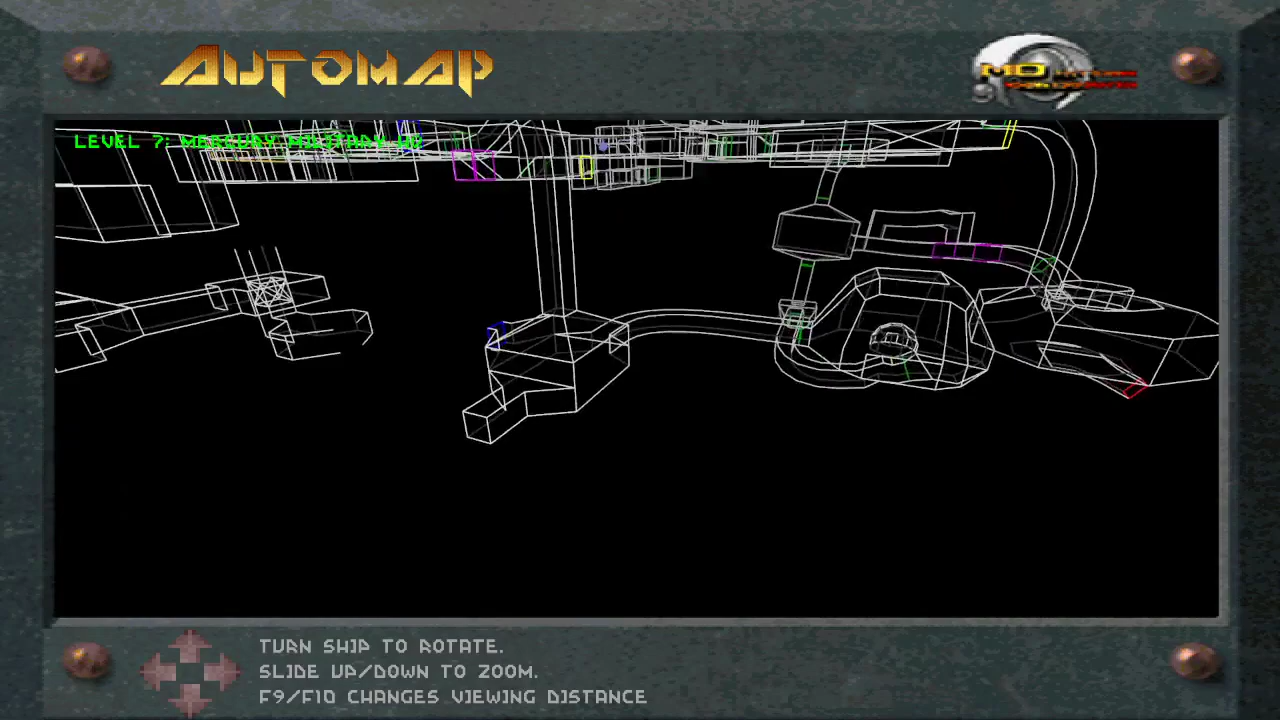 AUTOMAP
MD
LEVEL 7: MERCURY MILITARY HQ
TURN SHIP TO ROTATE.
SLIDE UP/DOWN TO ZOOM.
F9/F10 CHANGES VIEWING DISTANCE